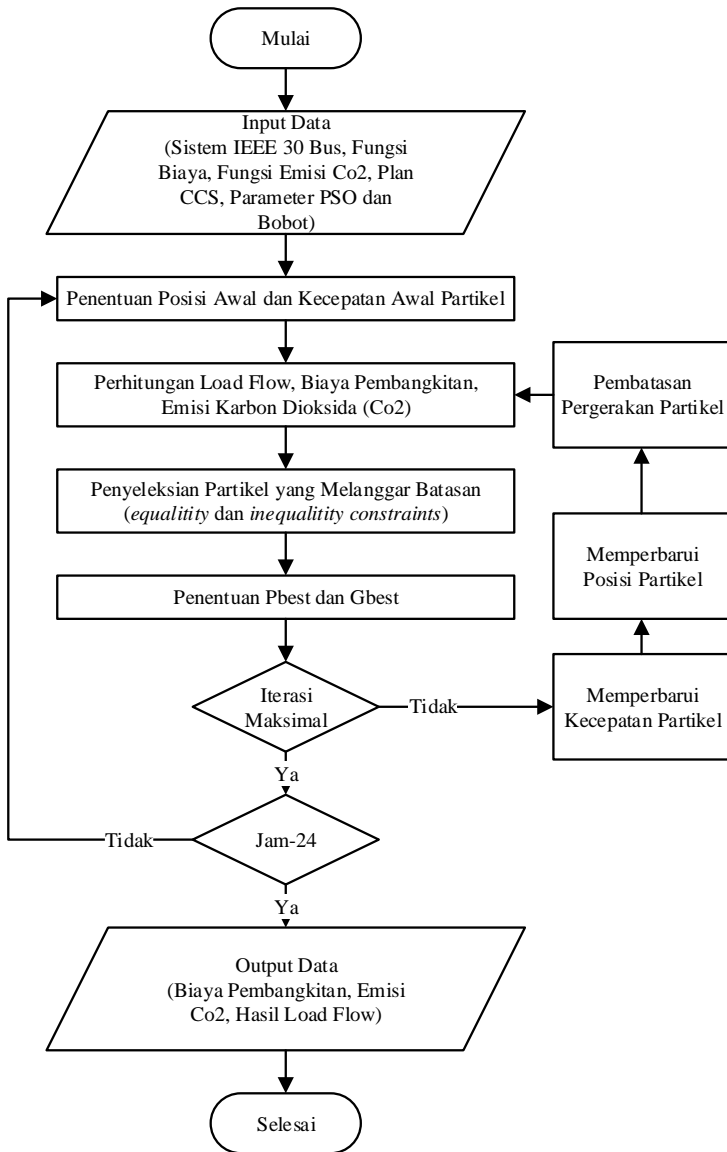 Mulai
Input Data
(Sistem IEEE 30 Bus, Fungsi
Biaya, Fungsi Emisi Co2, Plan
CCS, Parameter PSO dan
Bobot)
Penentuan Posisi Awal dan Kecepatan Awal Partikel
Perhitungan Load Flow, Biaya Pembangkitan,
Emisi Karbon Dioksida (Co2)
Penyeleksian Partikel yang Melanggar Batasan
(equalitity dan inequalitity constraints)
Penentuan Pbest dan Gbest
Iterasi
Maksimal
Tidak
Memperbarui
Kecepatan Partikel
Memperbarui
Posisi Partikel
Pembatasan
Pergerakan Partikel
Ya
Jam-24
Tidak
Ya
Output Data
(Biaya Pembangkitan, Emisi
Co2, Hasil Load Flow)
Selesai